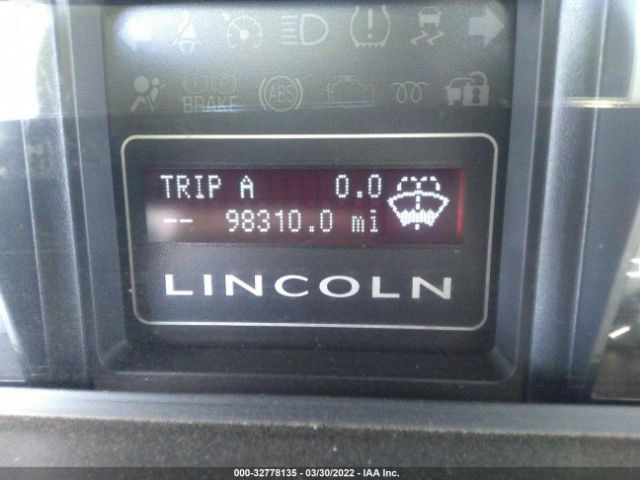 BRAKE
ABS
TRIP A 0.0
-- 98310.0 mi
LINCOLN
000-32778135 - 03/30/2022 - IAA Inc.